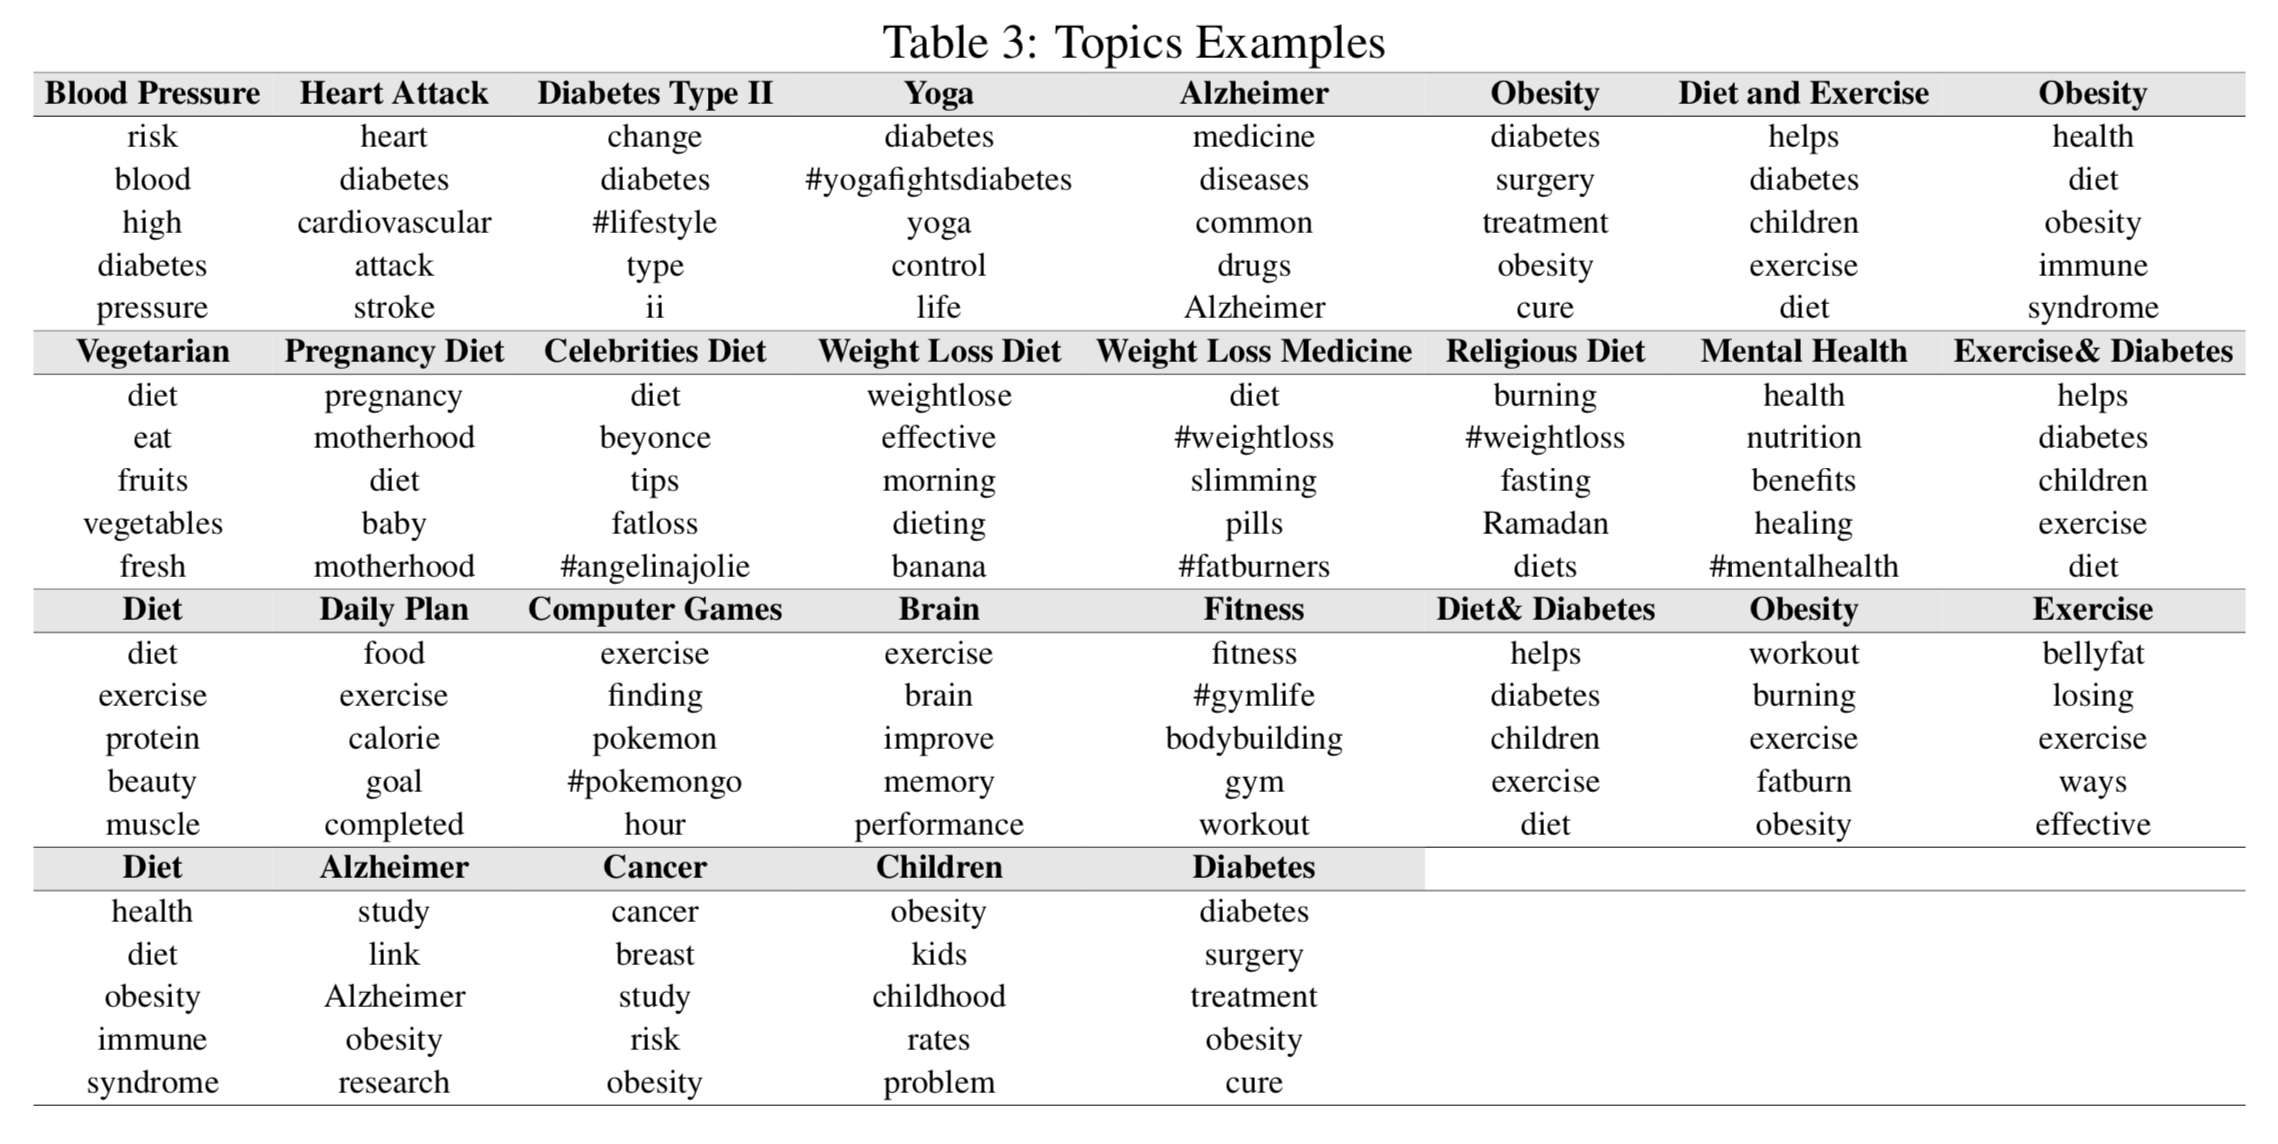 Table 3: Topics Examples
Blood Pressure Heart Attack Diabetes Type II Yoga Alzheimer Obesity Diet and Exercise Obesity
risk heart change diabetes medicine diabetes helps health
blood diabetes diabetes #yogafightsdiabetes diseases surgery diabetes diet
high cardiovascular #lifestyle yoga common treatment children obesity
diabetes attack type control drugs obesity exercise immune
pressure stroke ii life Alzheimer cure diet syndrome
Vegetarian Pregnancy Diet Celebrities Diet Weight Loss Diet Weight Loss Medicine Religious Diet Mental Health Exercise& Diabetes
diet pregnancy diet weightlose diet burning health helps
eat motherhood beyonce effective #weightloss #weightloss nutrition diabetes
fruits diet tips morning slimming fasting benefits children
vegetables baby fatloss dieting pills Ramadan healing exercise
fresh motherhood #angelinajolie banana #fatburners diets #mentalhealth diet
Diet Daily Plan Computer Games Brain Fitness Diet& Diabetes Obesity Exercise
diet food exercise exercise fitness helps workout bellyfat
exercise exercise finding brain #gymlife diabetes burning losing
protein calorie pokemon improve bodybuilding children exercise exercise
beauty goal #pokemongo memory gym exercise fatburn ways
muscle completed hour performance workout diet obesity effective
Diet Alzheimer Cancer Children Diabetes
health study cancer obesity diabetes
diet link breast kids surgery
obesity Alzheimer study childhood treatment
immune obesity risk rates obesity
syndrome research obesity problem cure